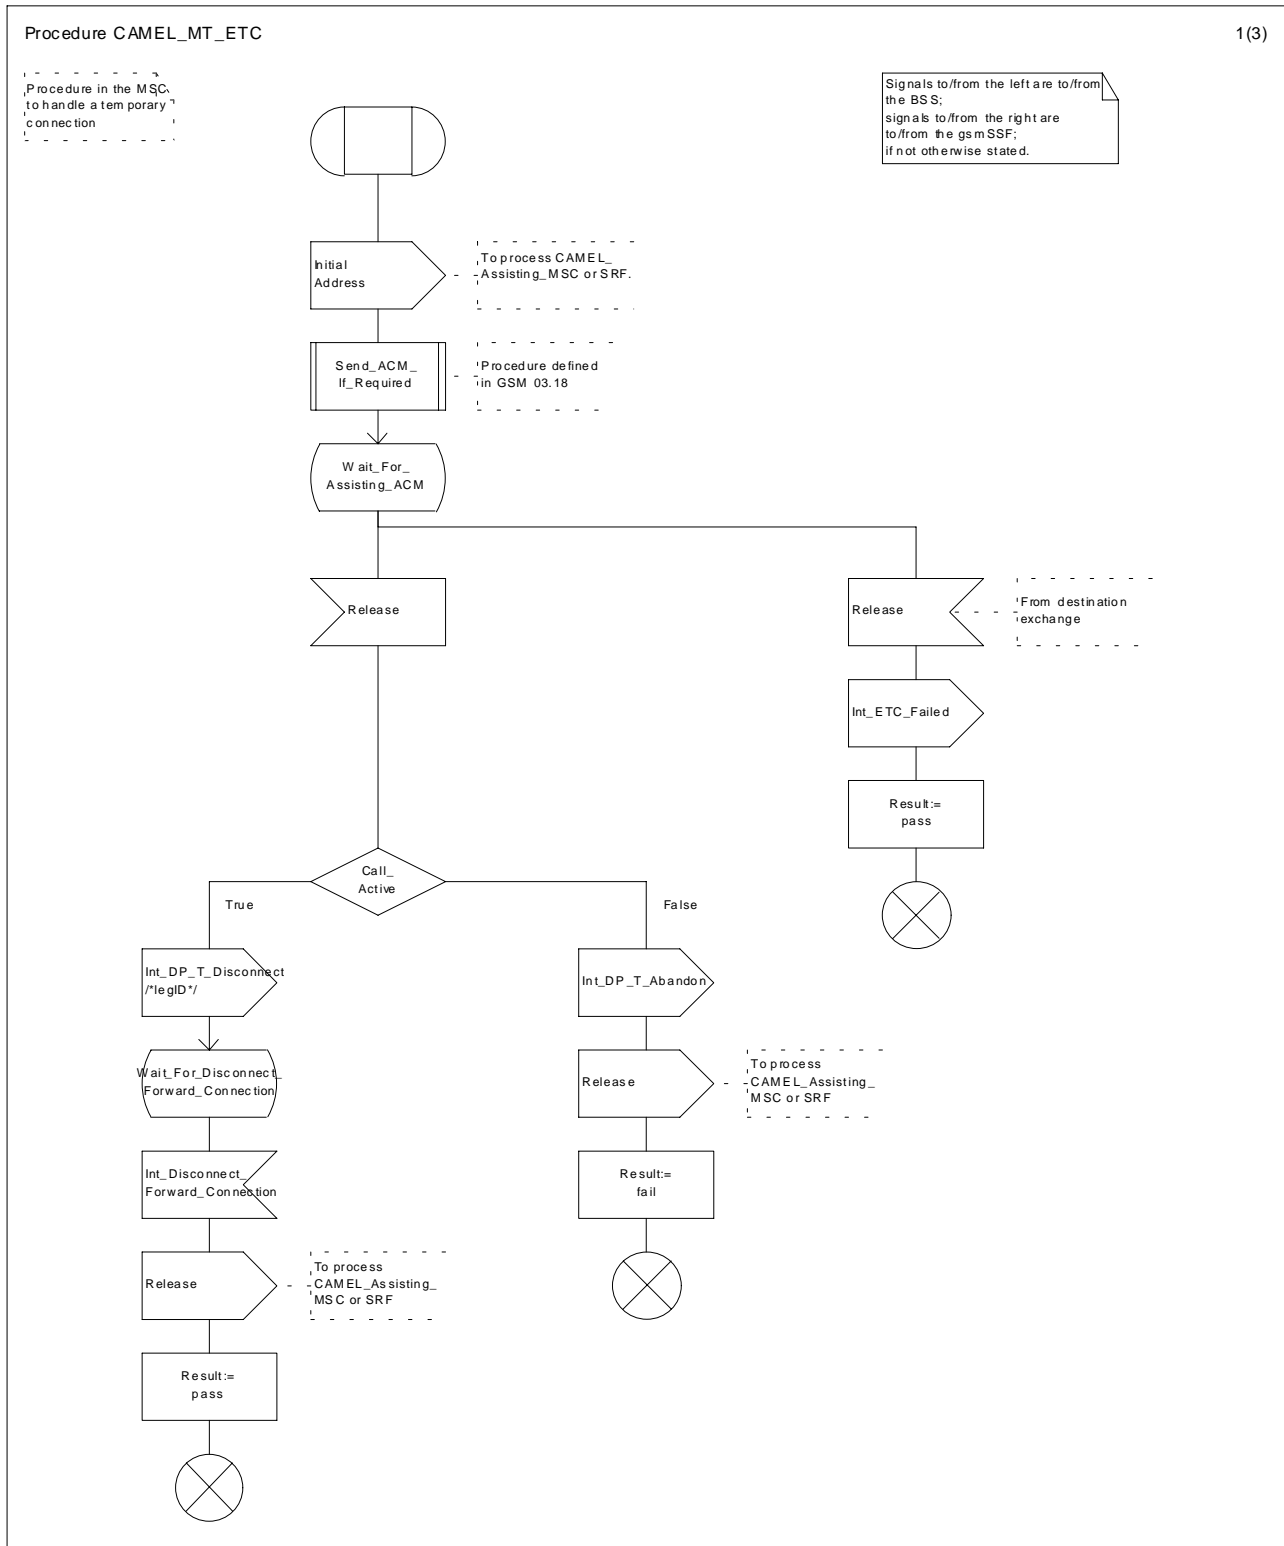 Procedure CAMEL_MT_ETC
1(3)
Procedure in the MSC
to handle a temporary
connection
Signals to/from the left are to/from
the BSS;
signals to/from the right are
to/from the gsmSSF;
if not otherwise stated.
Initial
Address
To process CAMEL_
Assisting_MSC or SRF.
Send_ACM_
If_Required
Procedure defined
in GSM 03.18
Wait_For_
Assisting_ACM
Release
Release
From destination
exchange
Int_ETC_Failed
Result:=
pass
Call_
Active
True
False
Int_DP_T_Disconnect
/*legID*/
Int_DP_T_Abandon
Wait_For_Disconnect_
Forward_Connection
Release
To process
CAMEL_Assisting_
MSC or SRF
Int_Disconnect_
Forward_Connection
Result:=
fail
Release
To process
CAMEL_Assisting_
MSC or SRF
Result:=
pass